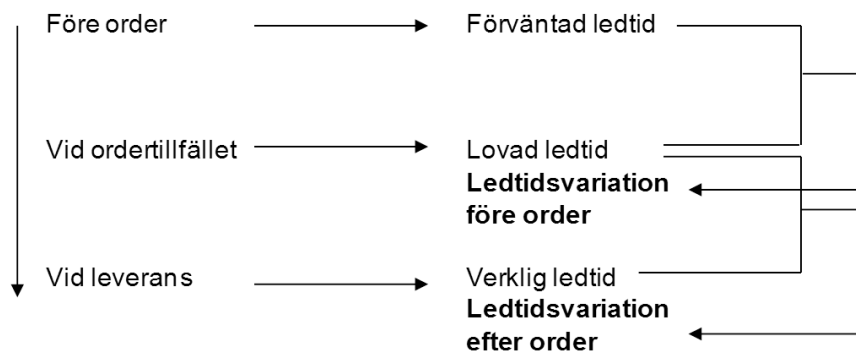 Före order
Förväntad ledtid
Vid ordertillfället
Lovad ledtid
Ledtidsvariation
före order
Vid leverans
Verklig ledtid
Ledtidsvariation
efter order